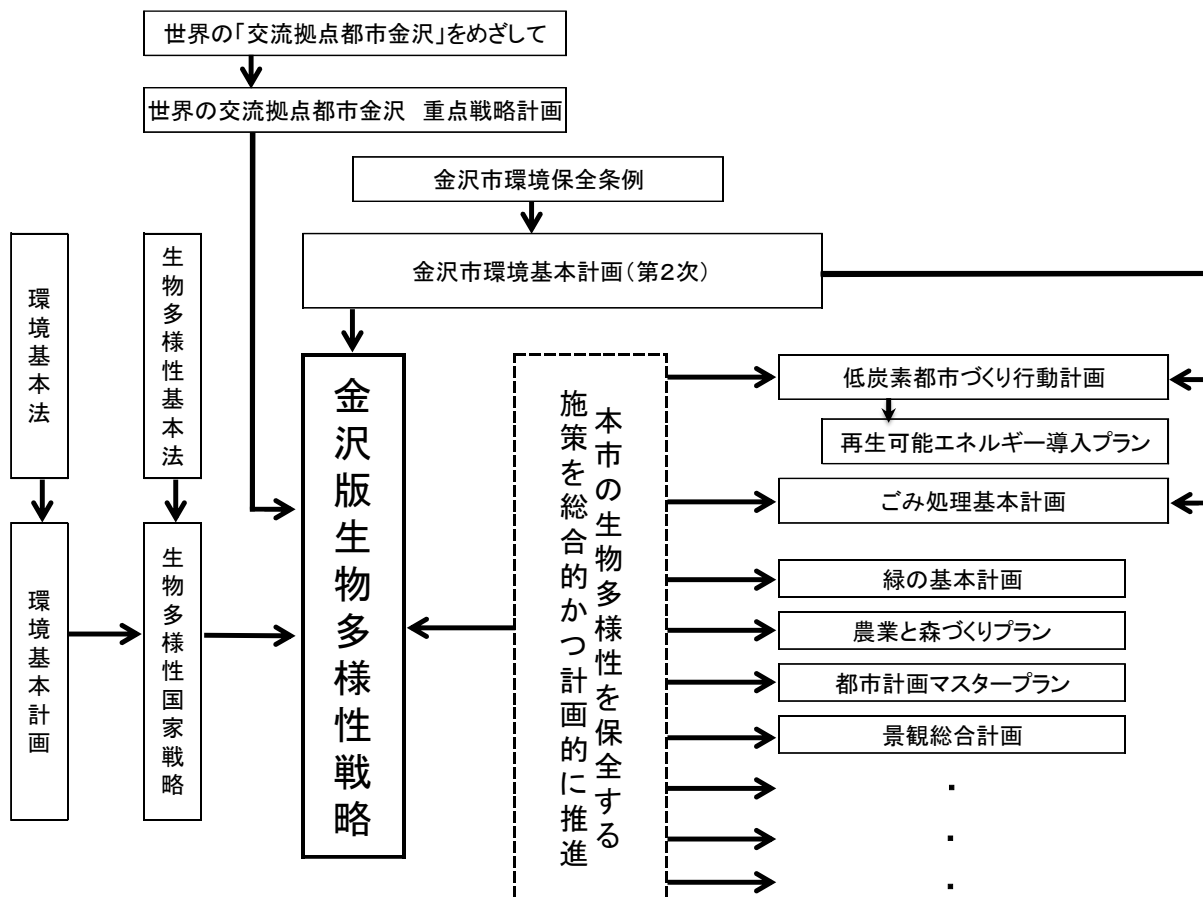 世界の「交流拠点都市金沢」をめざして
世界の交流拠点都市金沢　重点戦略計画
金沢市環境保全条例
金沢市環境基本計画（第２次）
環境基本法
生物多様性基本法
環境基本計画
生物多様性国家戦略
金沢版生物多様性戦略
本市の生物多様性を保全する
施策を総合的かつ計画的に推進
低炭素都市づくり行動計画
再生可能エネルギー導入プラン
ごみ処理基本計画
緑の基本計画
農業と森づくりプラン
都市計画マスタープラン
景観総合計画
・
・
・